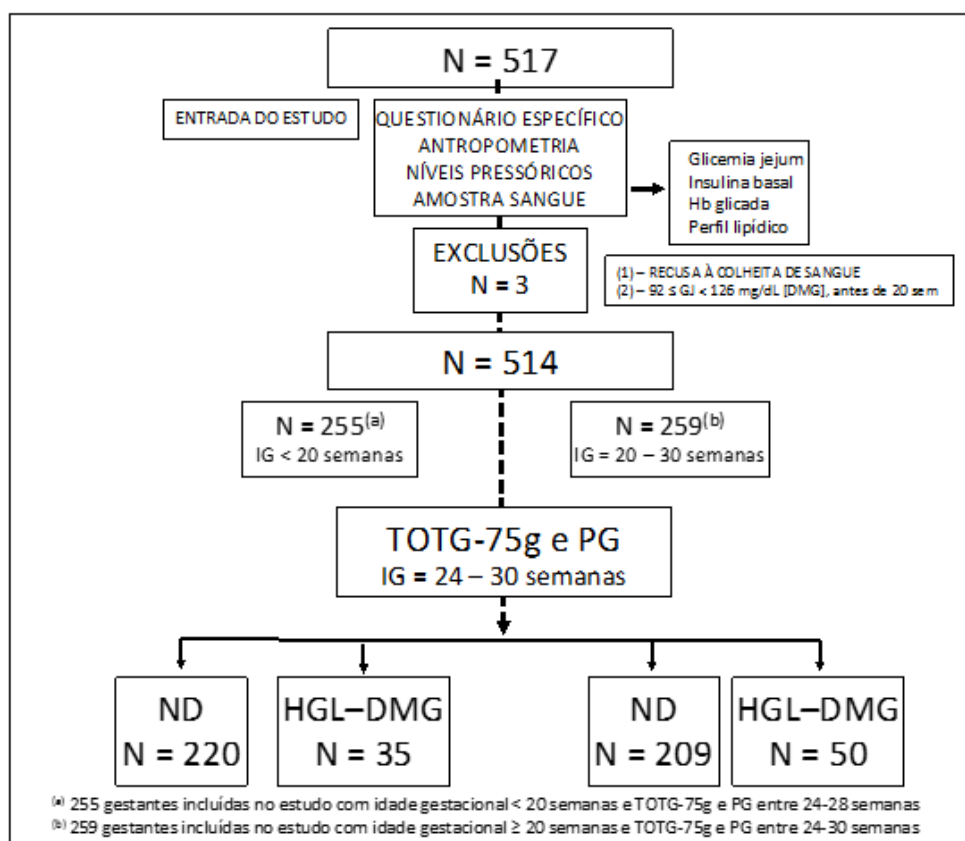 N = 517
ENTRADA DO ESTUDO
QUESTIONÁRIO ESPECÍFICO
ANTROPOMETRIA
NÍVEIS PRESSÓRICOS
AMOSTRA SANGUE
Glicemia jejum
Insulina basal
Hb glicada
Perfil lipídico
EXCLUSÕES
N = 3
(1) – RECUSA À COLHEITA DE SANGUE
(2) – 92 ≤ GJ < 126 mg/dL [DMG], antes de 20 sem
N = 514
N = 255(a)
IG < 20 semanas
N = 259(b)
IG = 20 – 30 semanas
TOTG-75g e PG
IG = 24 – 30 semanas
ND
N = 220
HGL–DMG
N = 35
ND
N = 209
HGL–DMG
N = 50
(a) 255 gestantes incluídas no estudo com idade gestacional < 20 semanas e TOTG-75g e PG entre 24-28 semanas
(b) 259 gestantes incluídas no estudo com idade gestacional ≥ 20 semanas e TOTG-75g e PG entre 24-30 semanas